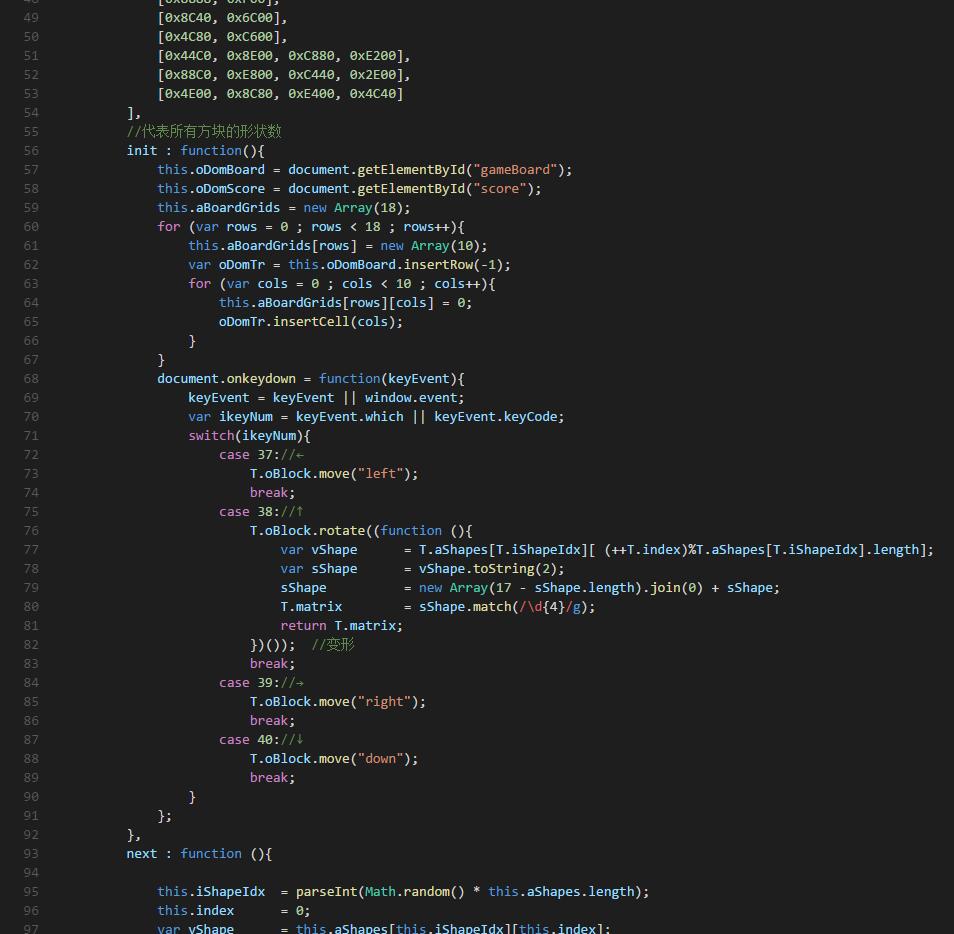 49 [0x8C40, 0x6C00],
50 [0x4C80, 0xC600],
51 [0x44C0, 0x8E00, 0xC880, 0xE200],
52 [0x88C0, 0xE800, 0xC440, 0x2E00],
53 [0x4E00, 0x8C80, 0xE400, 0x4C40]
54 ],
55 //代表所有方块的形状数
56 init : function(){
57 this.oDomBoard = document.getElementById("gameBoard");
58 this.oDomScore = document.getElementById("score");
59 this.aBoardGrids = new Array(18);
60 for (var rows = 0 ; rows < 18 ; rows++){
61 this.aBoardGrids[rows] = new Array(10);
62 var oDomTr = this.oDomBoard.insertRow(-1);
63 for (var cols = 0 ; cols < 10 ; cols++){
64 this.aBoardGrids[rows][cols] = 0;
65 oDomTr.insertCell(cols);
66 }
67 }
68 document.onkeydown = function(keyEvent){
69 keyEvent = keyEvent || window.event;
70 var ikeyNum = keyEvent.which || keyEvent.keyCode;
71 switch(ikeyNum){
72 case 37://←
73 T.oBlock.move("left");
74 break;
75 case 38://↑
76 T.oBlock.rotate((function (){
77 var vShape = T.aShapes[T.iShapeIdx][ (++T.index)%T.aShapes[T.iShapeIdx].length];
78 var sShape = vShape.toString(2);
79 sShape = new Array(17 - sShape.length).join(0) + sShape;
80 T.matrix = sShape.match(/\d{4}/g);
81 return T.matrix;
82 })()); //变形
83 break;
84 case 39://→
85 T.oBlock.move("right");
86 break;
87 case 40://↓
88 T.oBlock.move("down");
89 break;
90 }
91 };
92 },
93 next : function (){
94
95 this.iShapeIdx = parseInt(Math.random() * this.aShapes.length);
96 this.index = 0;
97 var vShape = this.aShapes[this.iShapeIdx][this.index];